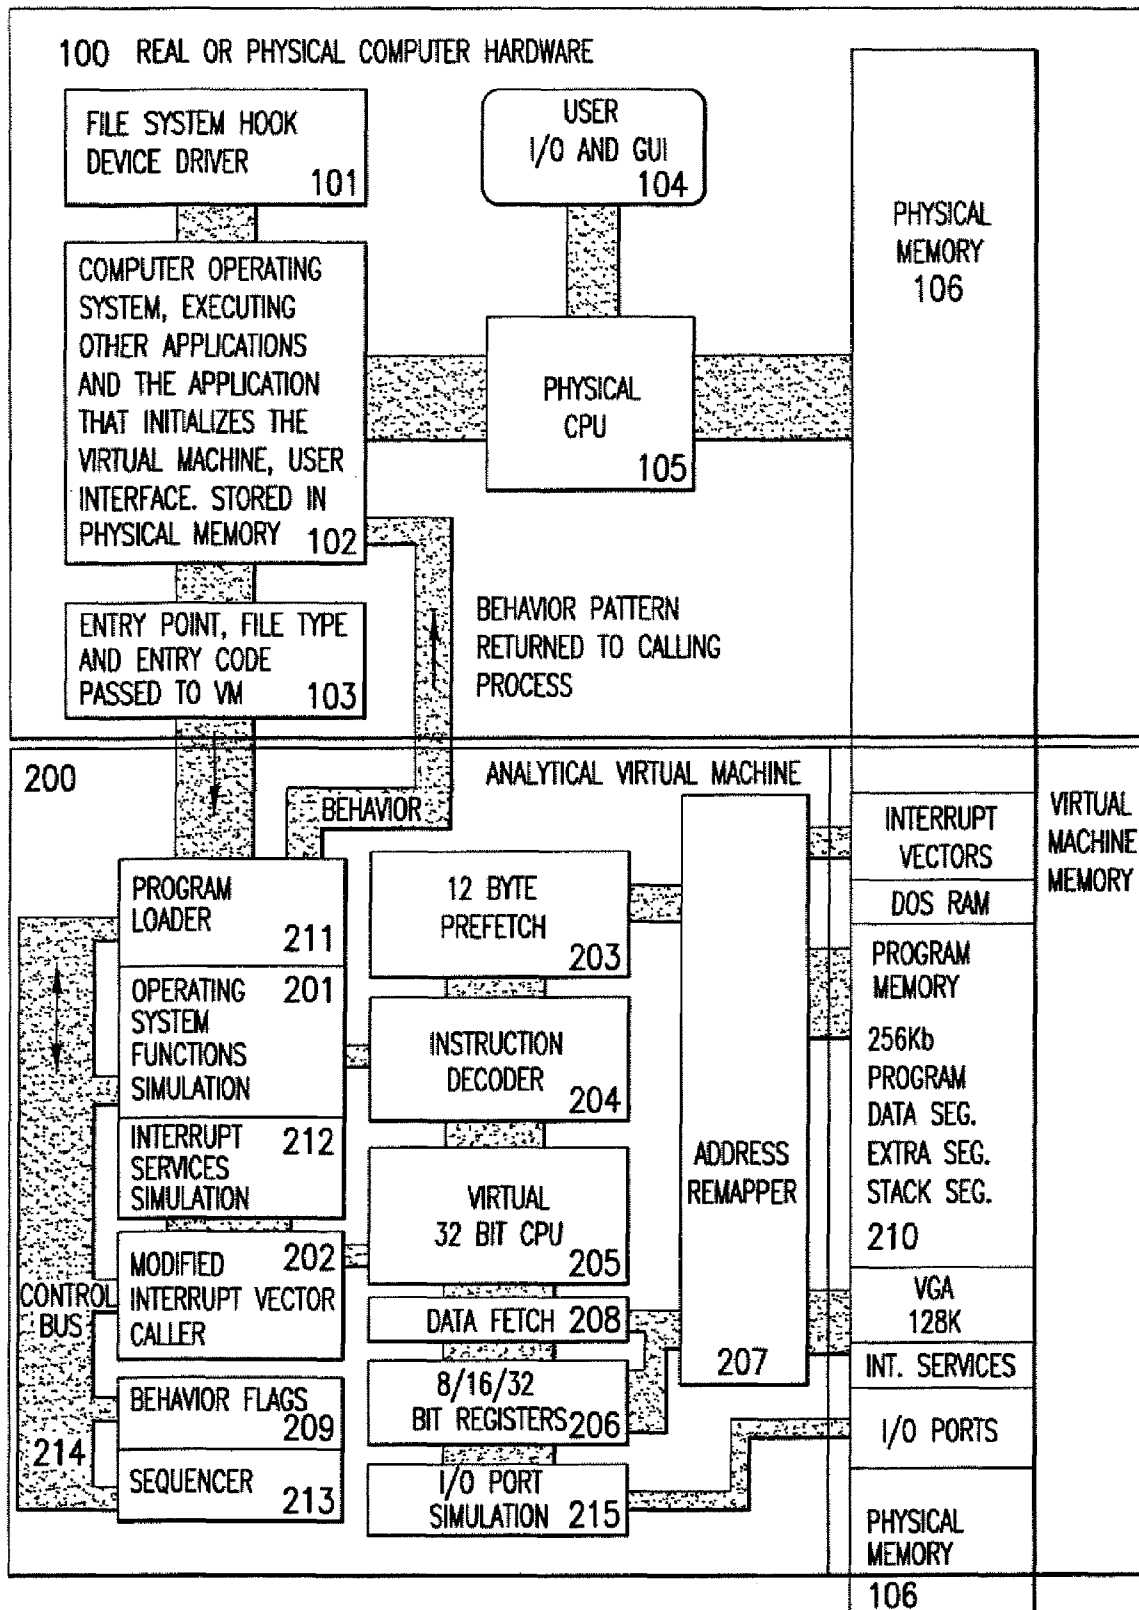 100 REAL OR PHYSICAL COMPUTER HARDWARE
FILE SYSTEM HOOK
DEVICE DRIVER
101
USER
I/O AND GUI
104
PHYSICAL
MEMORY
106
COMPUTER OPERATING
SYSTEM, EXECUTING
OTHER APPLICATIONS
AND THE APPLICATION
THAT INITIALIZES THE
VIRTUAL MACHINE, USER
INTERFACE. STORED IN
PHYSICAL MEMORY 102
PHYSICAL
CPU
105
ENTRY POINT, FILE TYPE
AND ENTRY CODE
PASSED TO VM 103
BEHAVIOR PATTERN
RETURNED TO CALLING
PROCESS
200
ANALYTICAL VIRTUAL MACHINE
BEHAVIOR
VIRTUAL
MACHINE
MEMORY
PROGRAM
LOADER
211
OPERATING 201
SYSTEM
FUNCTIONS
SIMULATION
INTERRUPT 212
SERVICES
SIMULATION
202
MODIFIED
INTERRUPT VECTOR
CALLER
CONTROL
BUS
214
BEHAVIOR FLAGS
209
SEQUENCER 213
12 BYTE
PREFETCH
203
INSTRUCTION
DECODER
204
VIRTUAL
32 BIT CPU
205
DATA FETCH 208
8/16/32
BIT REGISTERS 206
I/O PORT
SIMULATION 215
ADDRESS
REMAPPER
207
INTERRUPT
VECTORS
DOS RAM
PROGRAM
MEMORY
256Kb
PROGRAM
DATA SEG.
EXTRA SEG.
STACK SEG.
210
VGA
128K
INT. SERVICES
I/O PORTS
PHYSICAL
MEMORY
106